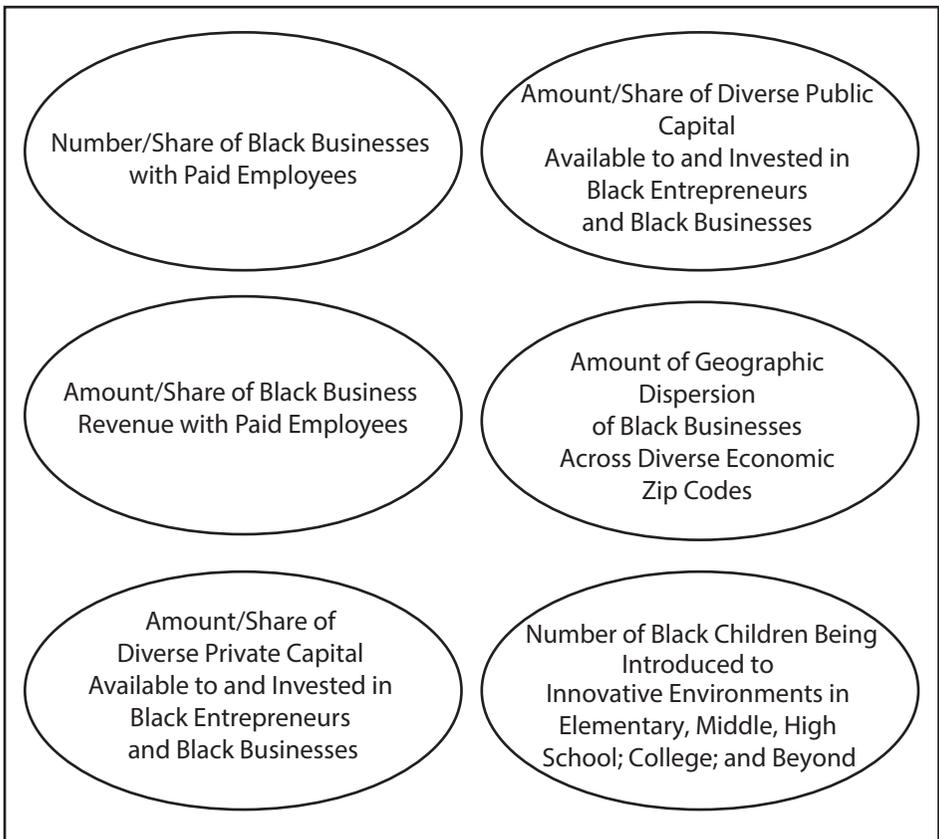 Number/Share of Black Businesses
with Paid Employees
Amount/Share of Diverse Public
Capital
Available to and Invested in
Black Entrepreneurs
and Black Businesses
Amount/Share of Black Business
Revenue with Paid Employees
Amount of Geographic
Dispersion
of Black Businesses
Across Diverse Economic
Zip Codes
Amount/Share of
Diverse Private Capital
Available to and Invested in
Black Entrepreneurs
and Black Businesses
Number of Black Children Being
Introduced to
Innovative Environments in
Elementary, Middle, High
School; College; and Beyond